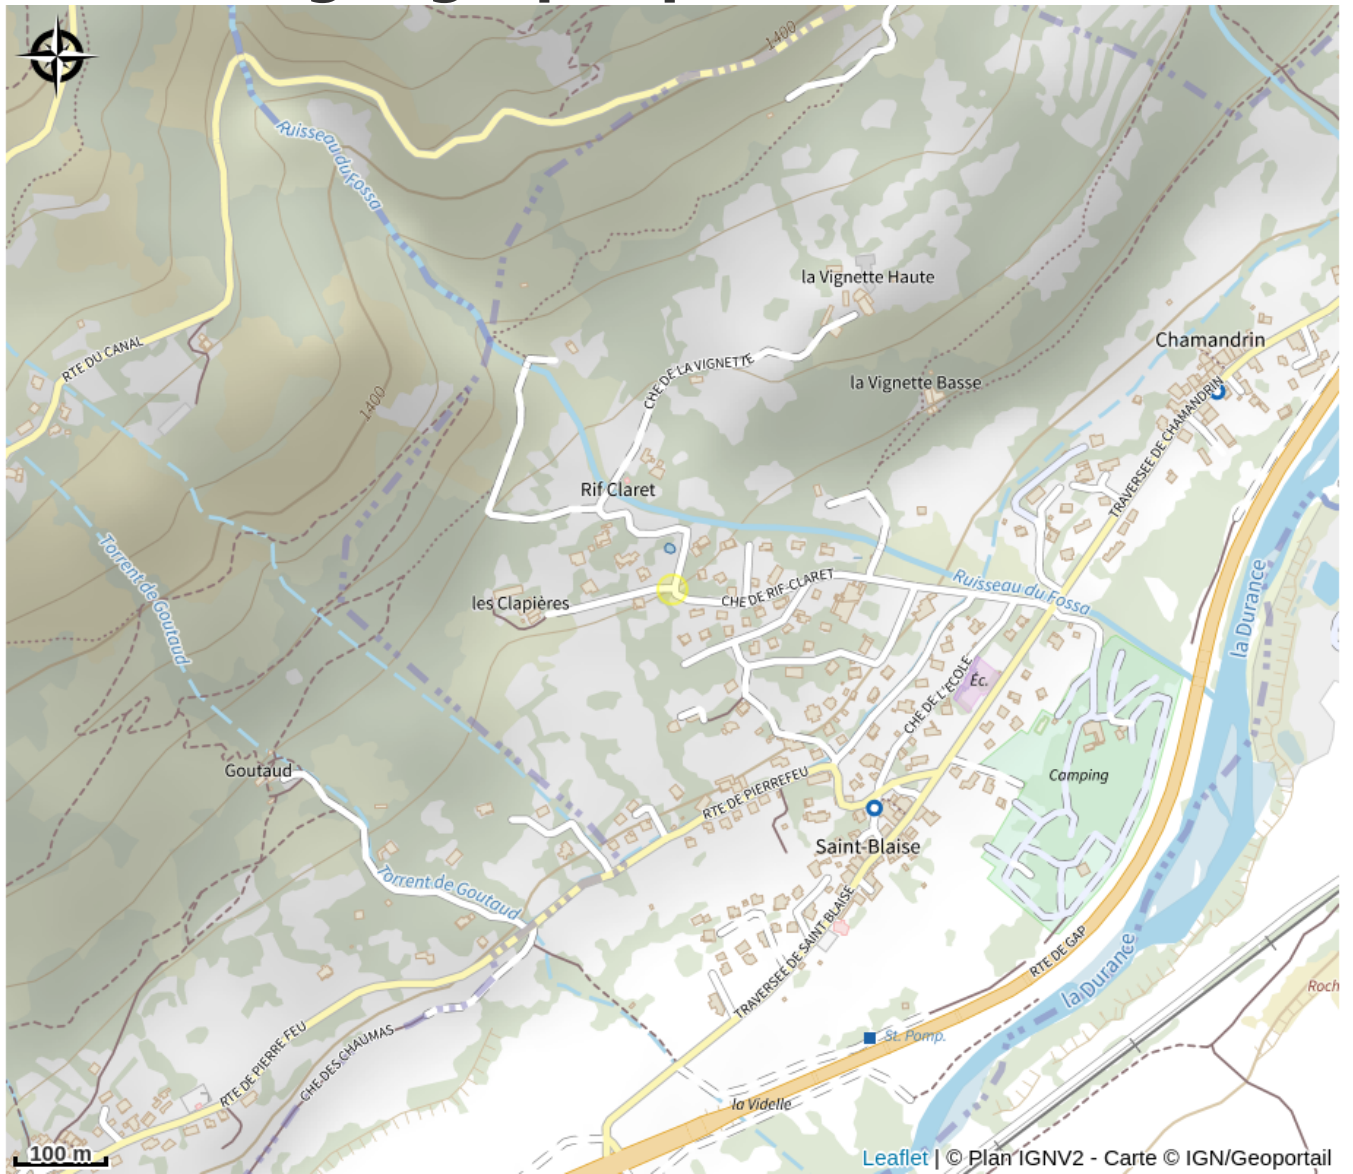 1400
Ruisseau du Fossa
la Vignette Haute
Chamandrin
RTE DU CANAL
CHE DE LA VIGNETTE
la Vignette Basse
1400
TRAVERSEE DE CHAMANDRIN
Rif Claret
Torrent de Goutaud
les Clapières
CHE DE RIF-CLARET
Ruisseau du Fossa
la Durance
CHE DE L'ECOLE
Éc.
Goutaud
Camping
RTE DE PIERREFEU
Saint-Blaise
Torrent de Goutaud
TRAVERSEE DE SAINT BLAISE
RTE DE GAP
la Durance
Roch
St. Pomp.
RTE DE PIERRE FEU
CHE DES CHAUMAS
la Videlle
100 m
Leaflet | © Plan IGNV2 - Carte © IGN/Geoportail